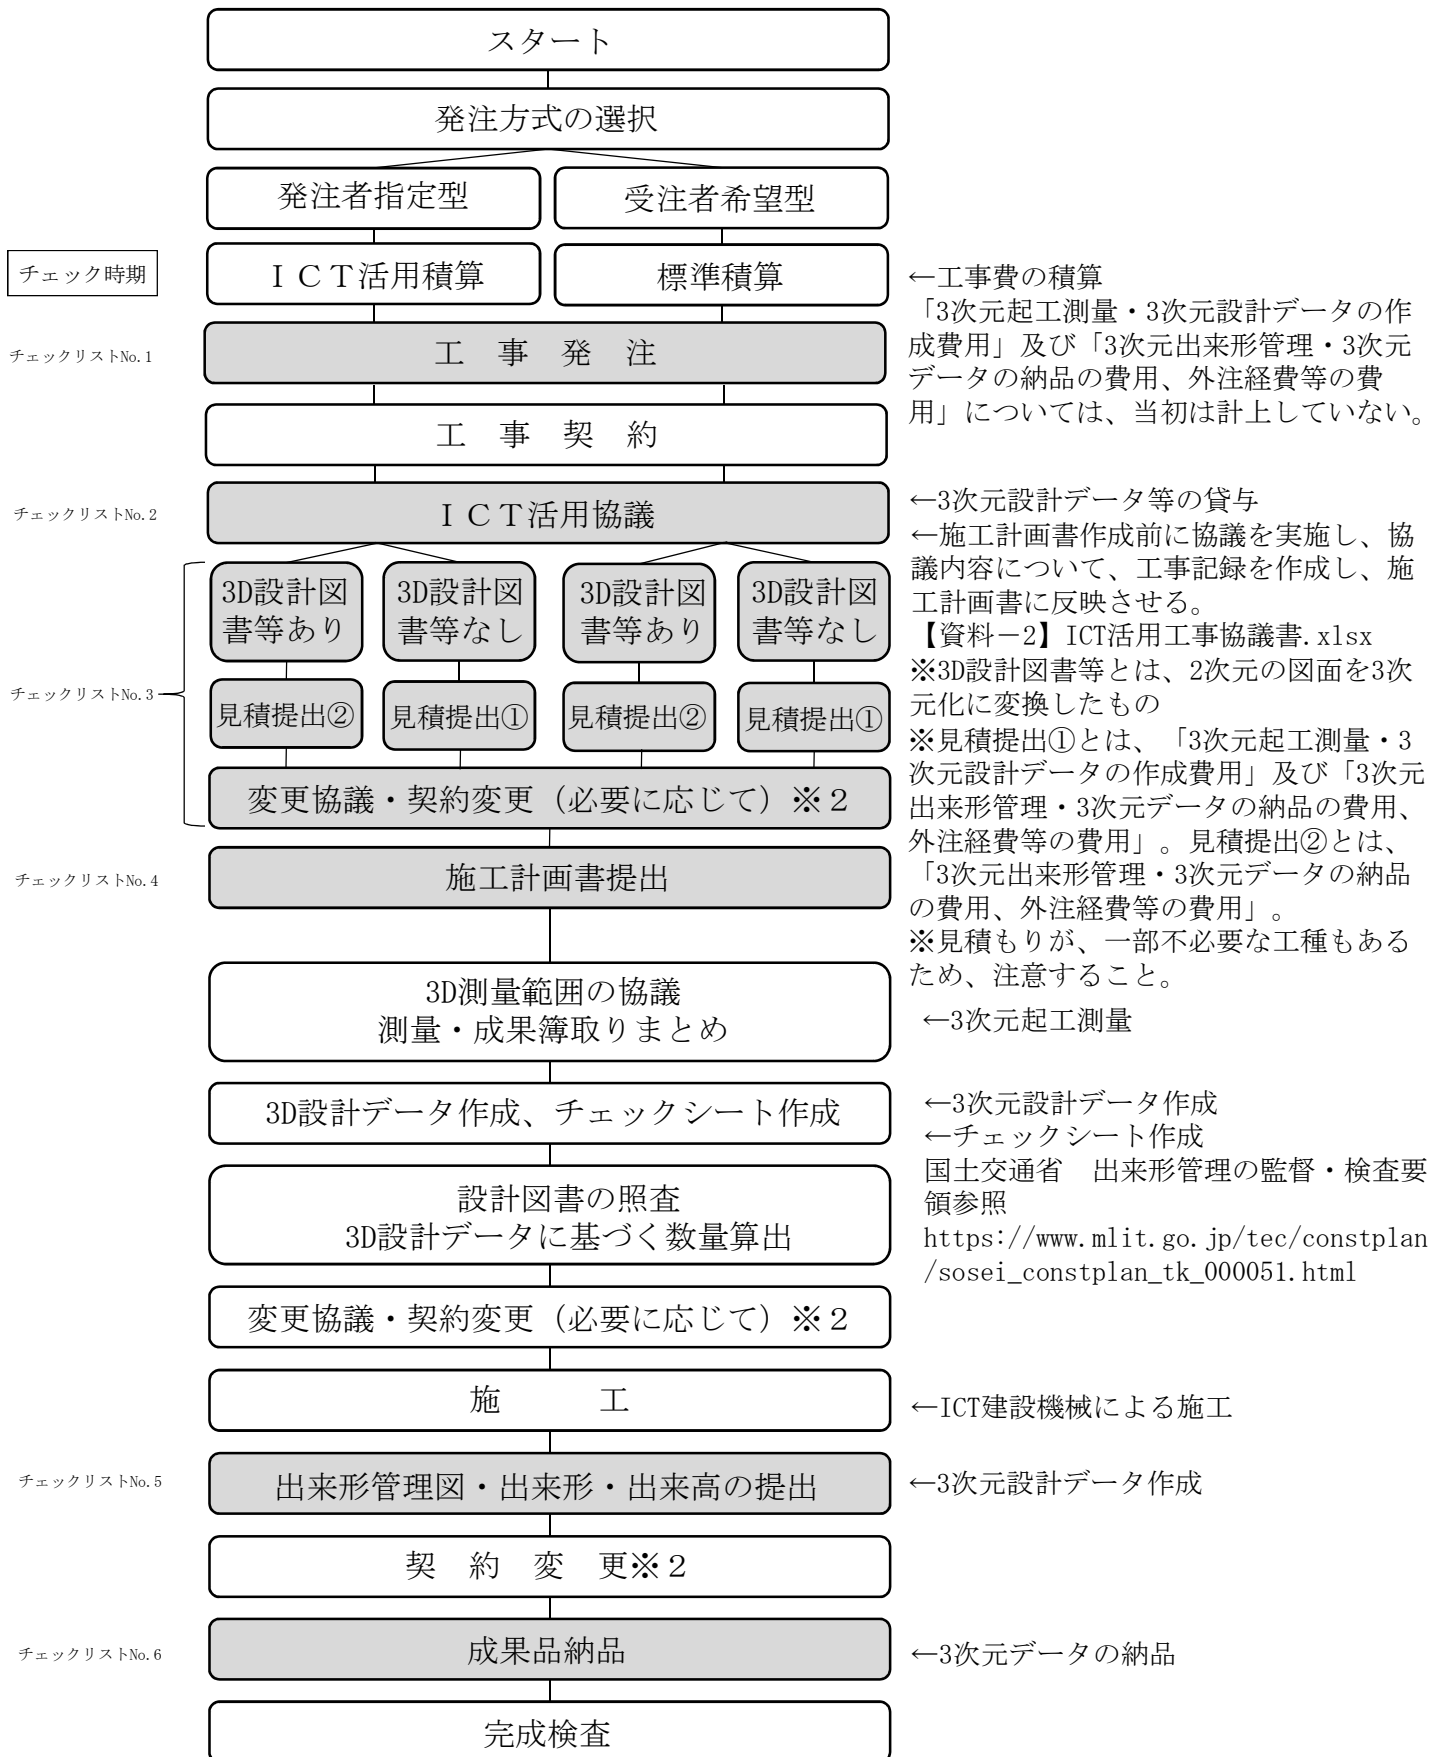 スタート
発注方式の選択
発注者指定型
受注者希望型
チェック時期
ＩＣＴ活用積算
標準積算
←工事費の積算
「3次元起工測量・3次元設計データの作
成費用」及び「3次元出来形管理・3次元
データの納品の費用、外注経費等の費
用」については、当初は計上していない。
チェックリストNo.1
工　事　発　注
工　事　契　約
チェックリストNo.2
ＩＣＴ活用協議
←3次元設計データ等の貸与
←施工計画書作成前に協議を実施し、協
議内容について、工事記録を作成し、施
工計画書に反映させる。
【資料－2】ICT活用工事協議書.xlsx
※3D設計図書等とは、2次元の図面を3次
元化に変換したもの
※見積提出①とは、「3次元起工測量・3
次元設計データの作成費用」及び「3次元
出来形管理・3次元データの納品の費用、
外注経費等の費用」。見積提出②とは、
「3次元出来形管理・3次元データの納品
の費用、外注経費等の費用」。
※見積もりが、一部不必要な工種もある
ため、注意すること。
3D設計図
書等あり
3D設計図
書等なし
3D設計図
書等あり
3D設計図
書等なし
チェックリストNo.3
見積提出②
見積提出①
見積提出②
見積提出①
変更協議・契約変更（必要に応じて）※２
チェックリストNo.4
施工計画書提出
3D測量範囲の協議
測量・成果簿取りまとめ
←3次元起工測量
3D設計データ作成、チェックシート作成
←3次元設計データ作成
←チェックシート作成
国土交通省　出来形管理の監督・検査要
領参照
https://www.mlit.go.jp/tec/constplan
/sosei_constplan_tk_000051.html
設計図書の照査
3D設計データに基づく数量算出
変更協議・契約変更（必要に応じて）※２
施　　　工
←ICT建設機械による施工
チェックリストNo.5
出来形管理図・出来形・出来高の提出
←3次元設計データ作成
契　約　変　更※２
チェックリストNo.6
成果品納品
←3次元データの納品
完成検査